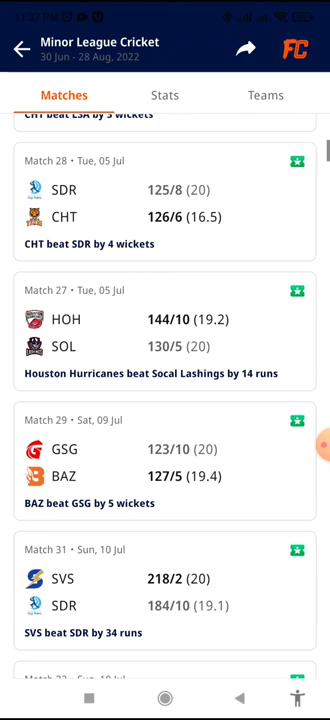 11:37 PM
Minor League Cricket
30 Jun - 28 Aug, 2022
FC
Matches Stats Teams
CHT beat LSA by 5 wickets
Match 28 • Tue, 05 Jul
SDR 125/8 (20)
CHT 126/6 (16.5)
CHT beat SDR by 4 wickets
Match 27 • Tue, 05 Jul
HOH 144/10 (19.2)
SOL 130/5 (20)
Houston Hurricanes beat Socal Lashings by 14 runs
Match 29 • Sat, 09 Jul
GSG 123/10 (20)
BAZ 127/5 (19.4)
BAZ beat GSG by 5 wickets
Match 31 • Sun, 10 Jul
SVS 218/2 (20)
SDR 184/10 (19.1)
SVS beat SDR by 34 runs